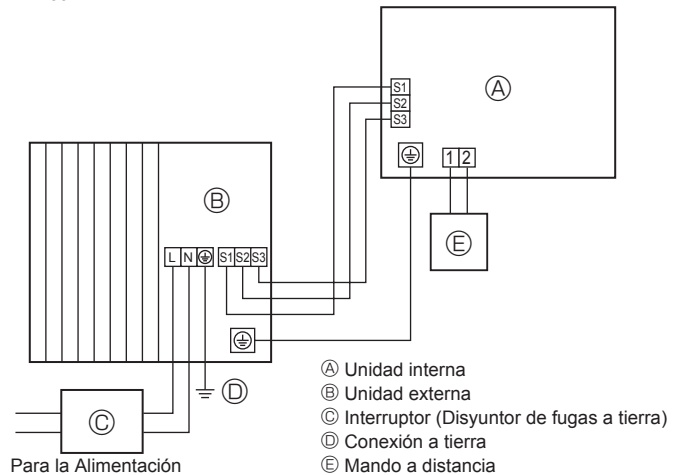 S1
S2
S3
Ⓐ
1 2
Ⓑ
Ⓔ
L N S1 S2 S3
Ⓓ
Ⓒ
Para la Alimentación
Ⓐ Unidad interna
Ⓑ Unidad externa
Ⓒ Interruptor (Disyuntor de fugas a tierra)
Ⓓ Conexión a tierra
Ⓔ Mando a distancia